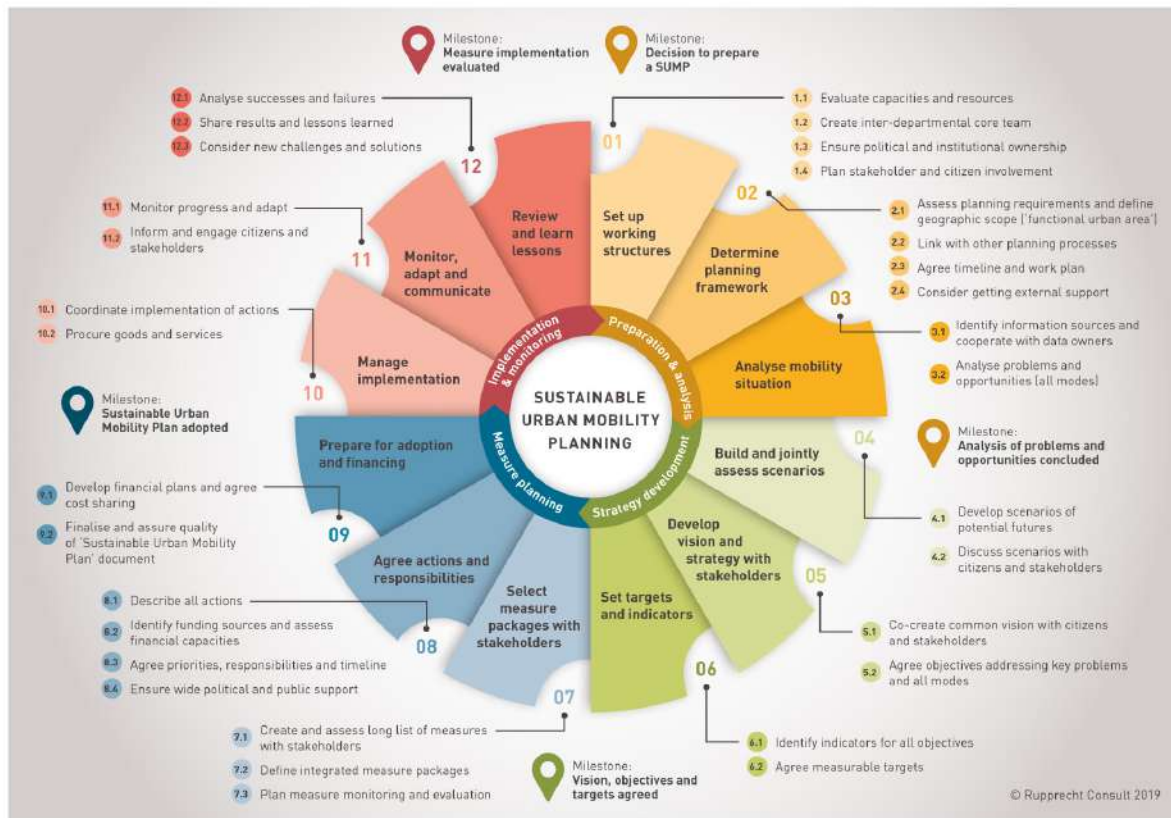 Milestone:
Measure implementation
evaluated
Milestone:
Decision to prepare
a SUMP
12.1 Analyse successes and failures
12.2 Share results and lessons learned
12.3 Consider new challenges and solutions
1.1 Evaluate capacities and resources
1.2 Create inter-departmental core team
1.3 Ensure political and institutional ownership
1.4 Plan stakeholder and citizen involvement
01
Set up
working
structures
02
Determine
planning
framework
2.1 Assess planning requirements and define
geographic scope ('functional urban area')
2.2 Link with other planning processes
2.3 Agree timeline and work plan
2.4 Consider getting external support
03
Analyse mobility
situation
3.1 Identify information sources and
cooperate with data owners
3.2 Analyse problems and
opportunities (all modes)
Milestone:
Analysis of problems and
opportunities concluded
04
Build and jointly
assess scenarios
4.1 Develop scenarios of
potential futures
4.2 Discuss scenarios with
citizens and stakeholders
05
Develop
vision and
strategy with
stakeholders
5.1 Co-create common vision with citizens
and stakeholders
5.2 Agree objectives addressing key problems
and all modes
06
Set targets
and indicators
6.1 Identify indicators for all objectives
6.2 Agree measurable targets
Milestone:
Vision, objectives and
targets agreed
07
Select
measure
packages with
stakeholders
7.1 Create and assess long list of measures
with stakeholders
7.2 Define integrated measure packages
7.3 Plan measure monitoring and evaluation
08
Agree actions and
responsibilities
8.1 Describe all actions
8.2 Identify funding sources and assess
financial capacities
8.3 Agree priorities, responsibilities and timeline
8.4 Ensure wide political and public support
09
Prepare for adoption
and financing
9.1 Develop financial plans and agree
cost sharing
9.2 Finalise and assure quality
of 'Sustainable Urban Mobility
Plan' document
Milestone:
Sustainable Urban
Mobility Plan adopted
10
Manage
implementation
10.1 Coordinate implementation of actions
10.2 Procure goods and services
11
Monitor,
adapt and
communicate
11.1 Monitor progress and adapt
11.2 Inform and engage citizens and
stakeholders
12
Review
and learn
lessons
Preparation & analysis
Strategy development
Measure planning
Implementation
& monitoring
SUSTAINABLE
URBAN MOBILITY
PLANNING
© Rupprecht Consult 2019